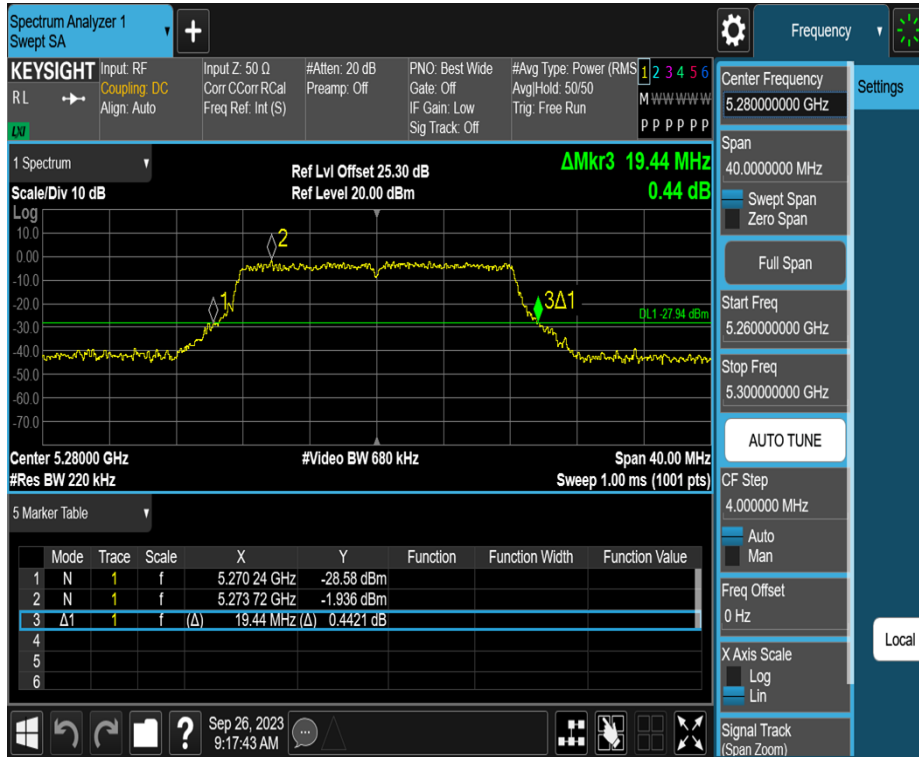 Spectrum Analyzer 1
Swept SA
+
Frequency
KEYSIGHT
RL
LXI
Input: RF
Coupling: DC
Align: Auto
Input Z: 50 Ω
Corr CCorr RCal
Freq Ref: Int (S)
#Atten: 20 dB
Preamp: Off
PNO: Best Wide
Gate: Off
IF Gain: Low
Sig Track: Off
#Avg Type: Power (RMS
Avg|Hold: 50/50
Trig: Free Run
1 2 3 4 5 6
M W W W W W
P P P P P P
1 Spectrum
Scale/Div 10 dB
Ref Lvl Offset 25.30 dB
Ref Level 20.00 dBm
ΔMkr3 19.44 MHz
0.44 dB
Log
10.0
0.00
-10.0
-20.0
-30.0
-40.0
-50.0
-60.0
-70.0
2
1
3Δ1
DL1 -27.94 dBm
Center 5.28000 GHz
#Video BW 680 kHz
Span 40.00 MHz
#Res BW 220 kHz
Sweep 1.00 ms (1001 pts)
5 Marker Table
Mode Trace Scale X Y Function Function Width Function Value
1 N 1 f 5.270 24 GHz -28.58 dBm
2 N 1 f 5.273 72 GHz -1.936 dBm
3 Δ1 1 f (Δ) 19.44 MHz (Δ) 0.4421 dB
4
5
6
?
Sep 26, 2023
9:17:43 AM
Center Frequency
5.280000000 GHz
Span
40.0000000 MHz
Swept Span
Zero Span
Full Span
Start Freq
5.260000000 GHz
Stop Freq
5.300000000 GHz
AUTO TUNE
CF Step
4.000000 MHz
Auto
Man
Freq Offset
0 Hz
X Axis Scale
Log
Lin
Signal Track
(Span Zoom)
Settings
Local